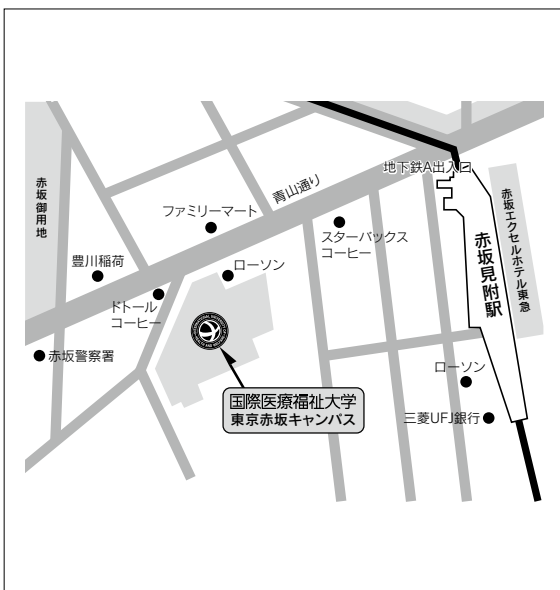 地下鉄A出入口
赤坂御用地
青山通り
ファミリーマート
スターバックス
コーヒー
赤坂エクセルホテル東急
赤坂見附駅
豊川稲荷
ローソン
ドトール
コーヒー
赤坂警察署
国際医療福祉大学
東京赤坂キャンパス
ローソン
三菱UFJ銀行